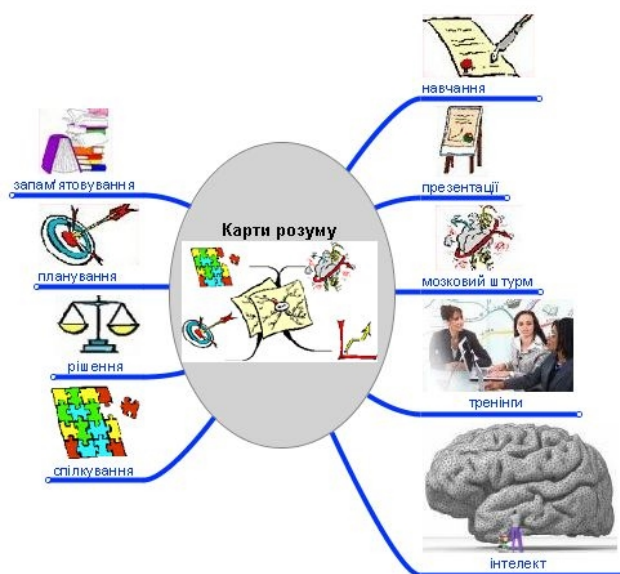 Карти розуму
навчання
презентації
мозковий штурм
тренінги
інтелект
запам'ятовування
планування
рішення
спілкування